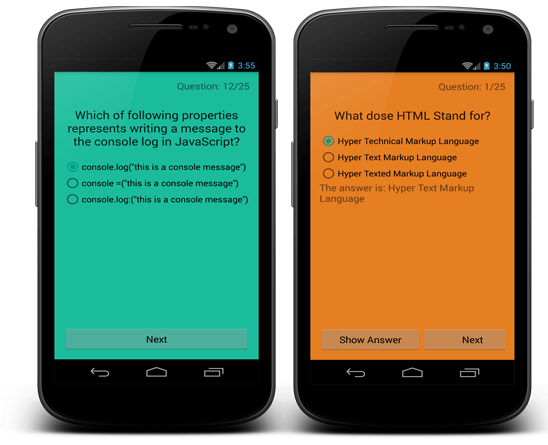 3:55
Question: 12/25
Which of following properties
represents writing a message to
the console log in JavaScript?
console.log("this is a console message")
console =("this is a console message")
console.log:("this is a console message")
Next
3:50
Question: 1/25
What dose HTML Stand for?
Hyper Technical Markup Language
Hyper Text Markup Language
Hyper Texted Markup Language
The answer is: Hyper Text Markup
Language
Show Answer
Next